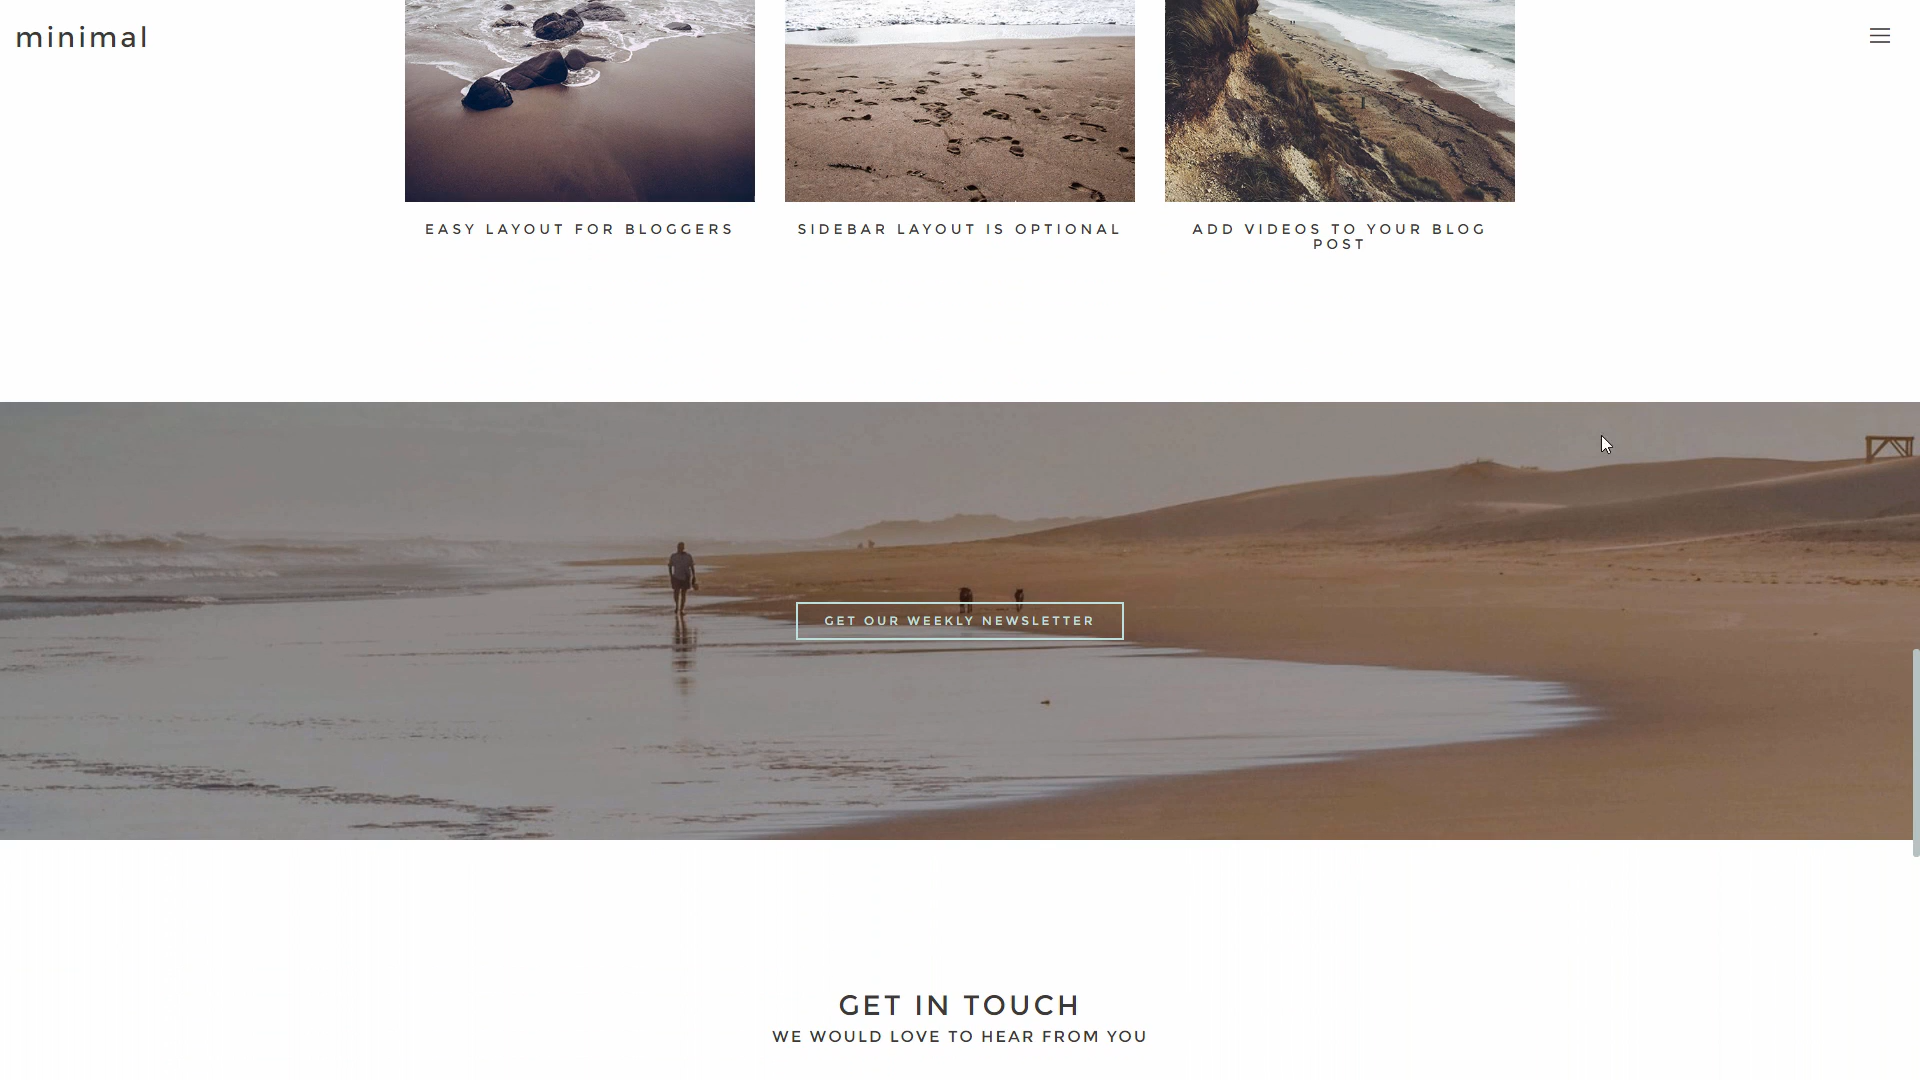 minimal
EASY LAYOUT FOR BLOGGERS
SIDEBAR LAYOUT IS OPTIONAL
ADD VIDEOS TO YOUR BLOG
POST
GET OUR WEEKLY NEWSLETTER
GET IN TOUCH
WE WOULD LOVE TO HEAR FROM YOU